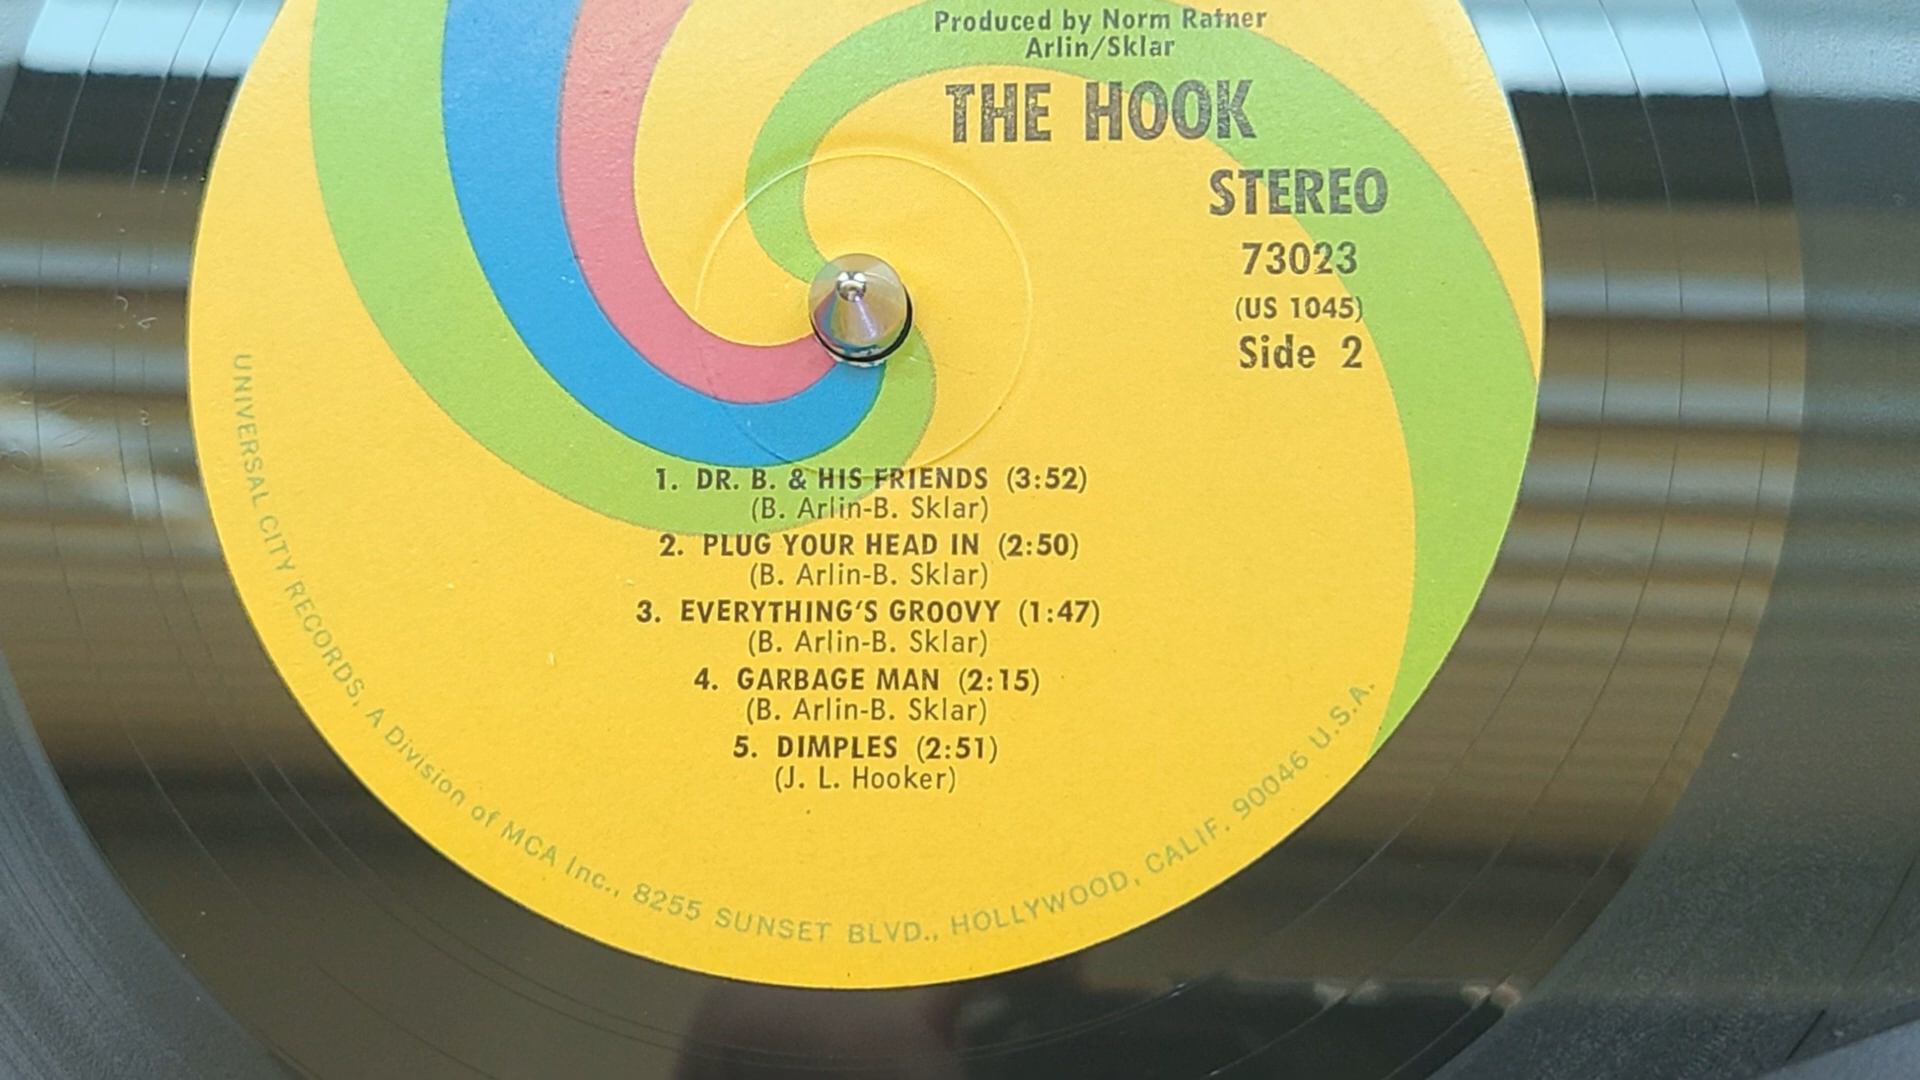 Produced by Norm Ratner
Arlin/Sklar
THE HOOK
STEREO
73023
(US 1045)
Side 2
1. DR. B. & HIS FRIENDS (3:52)
(B. Arlin-B. Sklar)
2. PLUG YOUR HEAD IN (2:50)
(B. Arlin-B. Sklar)
3. EVERYTHING'S GROOVY (1:47)
(B. Arlin-B. Sklar)
4. GARBAGE MAN (2:15)
(B. Arlin-B. Sklar)
5. DIMPLES (2:51)
(J. L. Hooker)
UNIVERSAL CITY RECORDS, A Division of MCA Inc., 8255 SUNSET BLVD., HOLLYWOOD, CALIF. 90046 U.S.A.